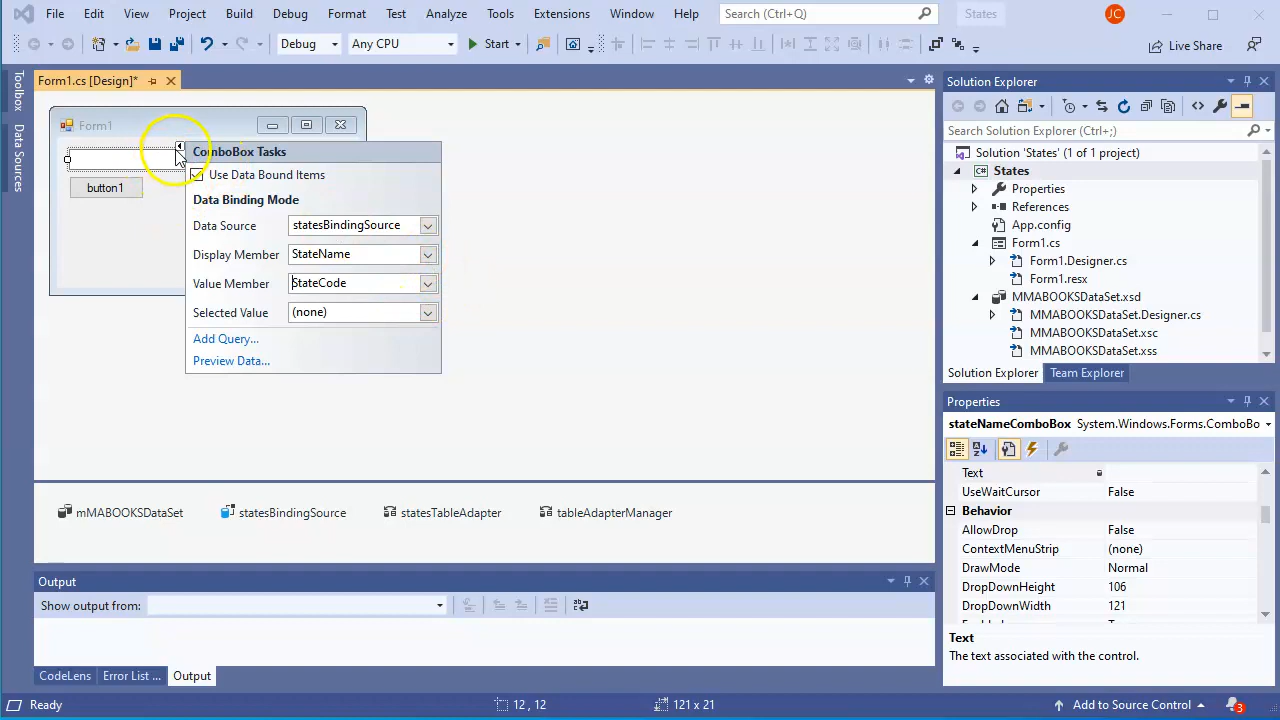 File Edit View Project Build Debug Format Test Analyze Tools Extensions Window Help Search (Ctrl+Q) States JC
Debug Any CPU Start Live Share
Form1.cs [Design]*
Toolbox
Data Sources
Form1
button1
ComboBox Tasks
Use Data Bound Items
Data Binding Mode
Data Source statesBindingSource
Display Member StateName
Value Member StateCode
Selected Value (none)
Add Query...
Preview Data...
mMABOOKSDataSet statesBindingSource statesTableAdapter tableAdapterManager
Output
Show output from:
CodeLens Error List ... Output
Solution Explorer
Search Solution Explorer (Ctrl+;)
Solution 'States' (1 of 1 project)
C# States
Properties
References
App.config
Form1.cs
Form1.Designer.cs
Form1.resx
MMABOOKSDataSet.xsd
MMABOOKSDataSet.Designer.cs
MMABOOKSDataSet.xsc
MMABOOKSDataSet.xss
Solution Explorer Team Explorer
Properties
stateNameComboBox System.Windows.Forms.ComboBo
Text
UseWaitCursor False
Behavior
AllowDrop False
ContextMenuStrip (none)
DrawMode Normal
DropDownHeight 106
DropDownWidth 121
Text
The text associated with the control.
Ready 12 , 12 121 x 21 Add to Source Control 3